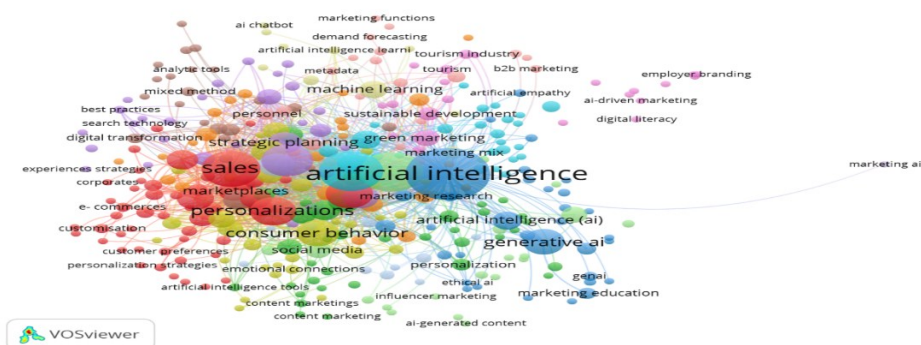 marketing functions
ai chatbot
demand forecasting
artificial intelligence learni
tourism industry
analytic tools
metadata
tourism
b2b marketing
employer branding
mixed method
machine learning
artificial empathy
ai-driven marketing
best practices
personnel
sustainable development
search technology
digital literacy
digital transformation
strategic planning
green marketing
marketing mix
experiences strategies
sales
artificial intelligence
marketing ai
corporates
marketplaces
marketing research
e- commerces
personalizations
artificial intelligence (ai)
customisation
consumer behavior
generative ai
customer preferences
social media
personalization strategies
emotional connections
personalization
genai
artificial intelligence tools
ethical ai
marketing education
content marketings
influencer marketing
content marketing
ai-generated content
VOSviewer